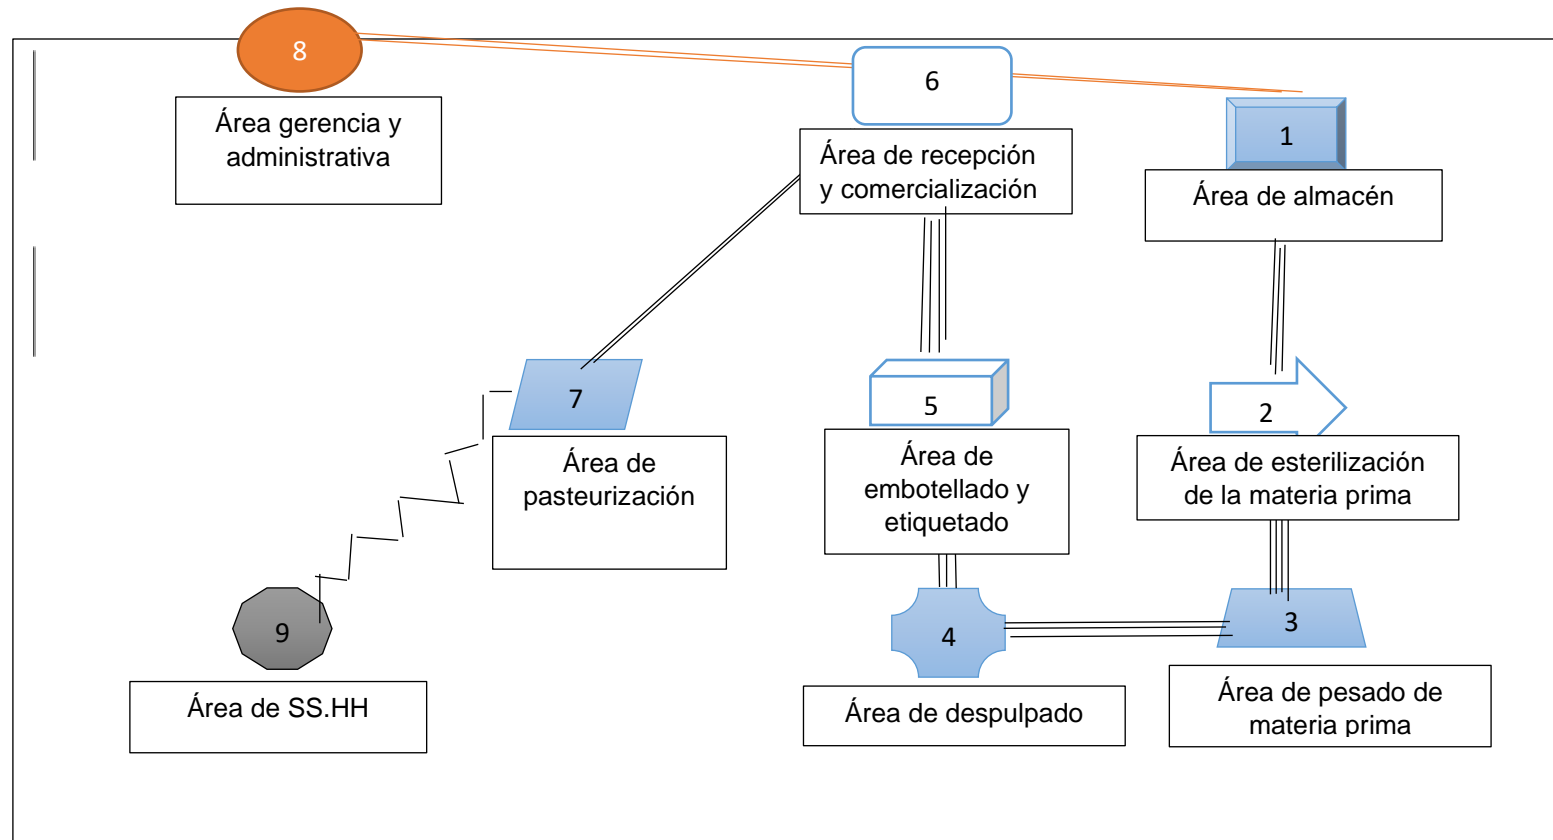 8
Área gerencia y
administrativa
6
Área de recepción
y comercialización
1
Área de almacén
7
Área de
pasteurización
5
Área de
embotellado y
etiquetado
2
Área de esterilización
de la materia prima
9
Área de SS.HH
4
Área de despulpado
3
Área de pesado de
materia prima